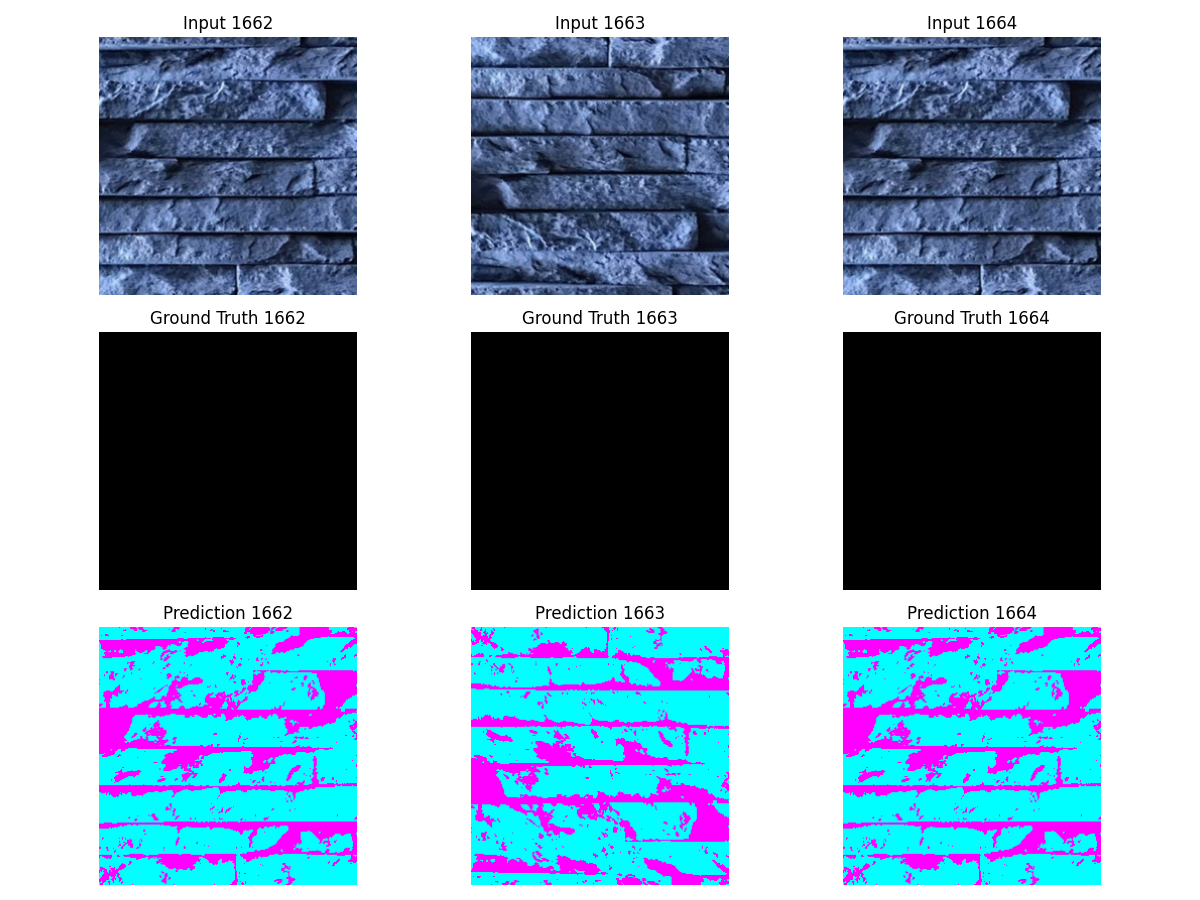 Input 1662
Input 1663
Input 1664
Ground Truth 1662
Ground Truth 1663
Ground Truth 1664
Prediction 1662
Prediction 1663
Prediction 1664